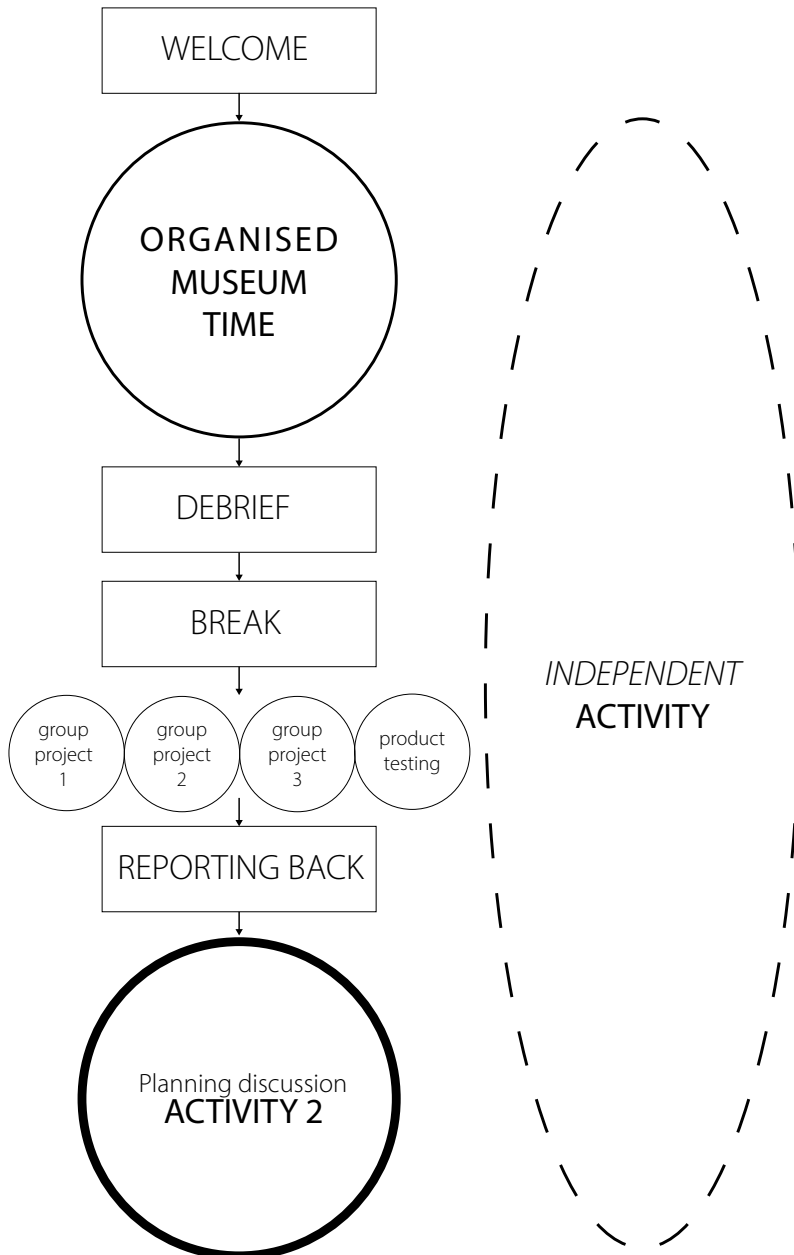 WELCOME
ORGANISED
MUSEUM
TIME
DEBRIEF
BREAK
group
project
1
group
project
2
group
project
3
product
testing
REPORTING BACK
Planning discussion
ACTIVITY 2
INDEPENDENT
ACTIVITY